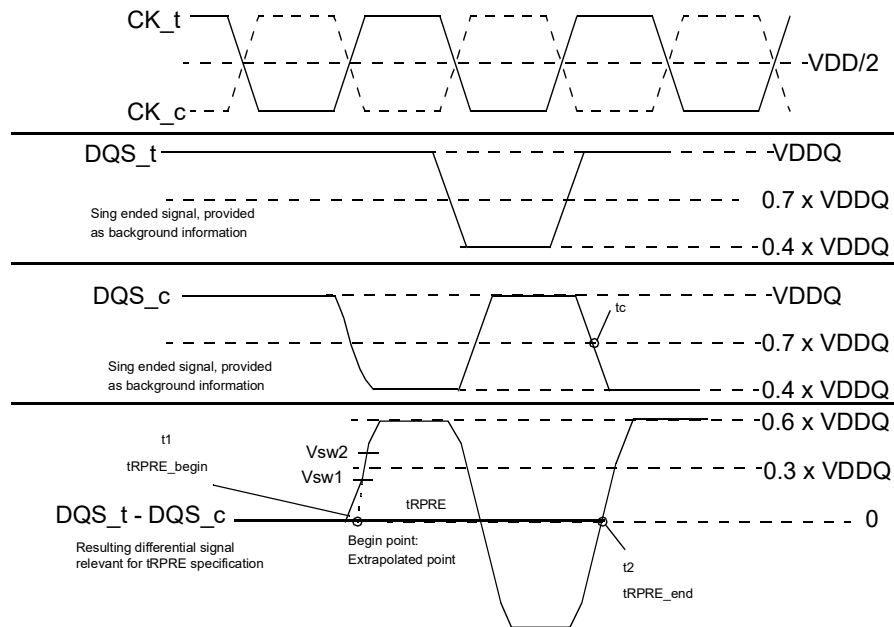 CK_t
VDD/2
CK_c
DQS_t
VDDQ
0.7 x VDDQ
Sing ended signal, provided
as background information
0.4 x VDDQ
DQS_c
VDDQ
tc
0.7 x VDDQ
Sing ended signal, provided
as background information
0.4 x VDDQ
0.6 x VDDQ
t1
Vsw2
tRPRE_begin
0.3 x VDDQ
Vsw1
tRPRE
DQS_t - DQS_c
0
Begin point:
Extrapolated point
Resulting differential signal
relevant for tRPRE specification
t2
tRPRE_end